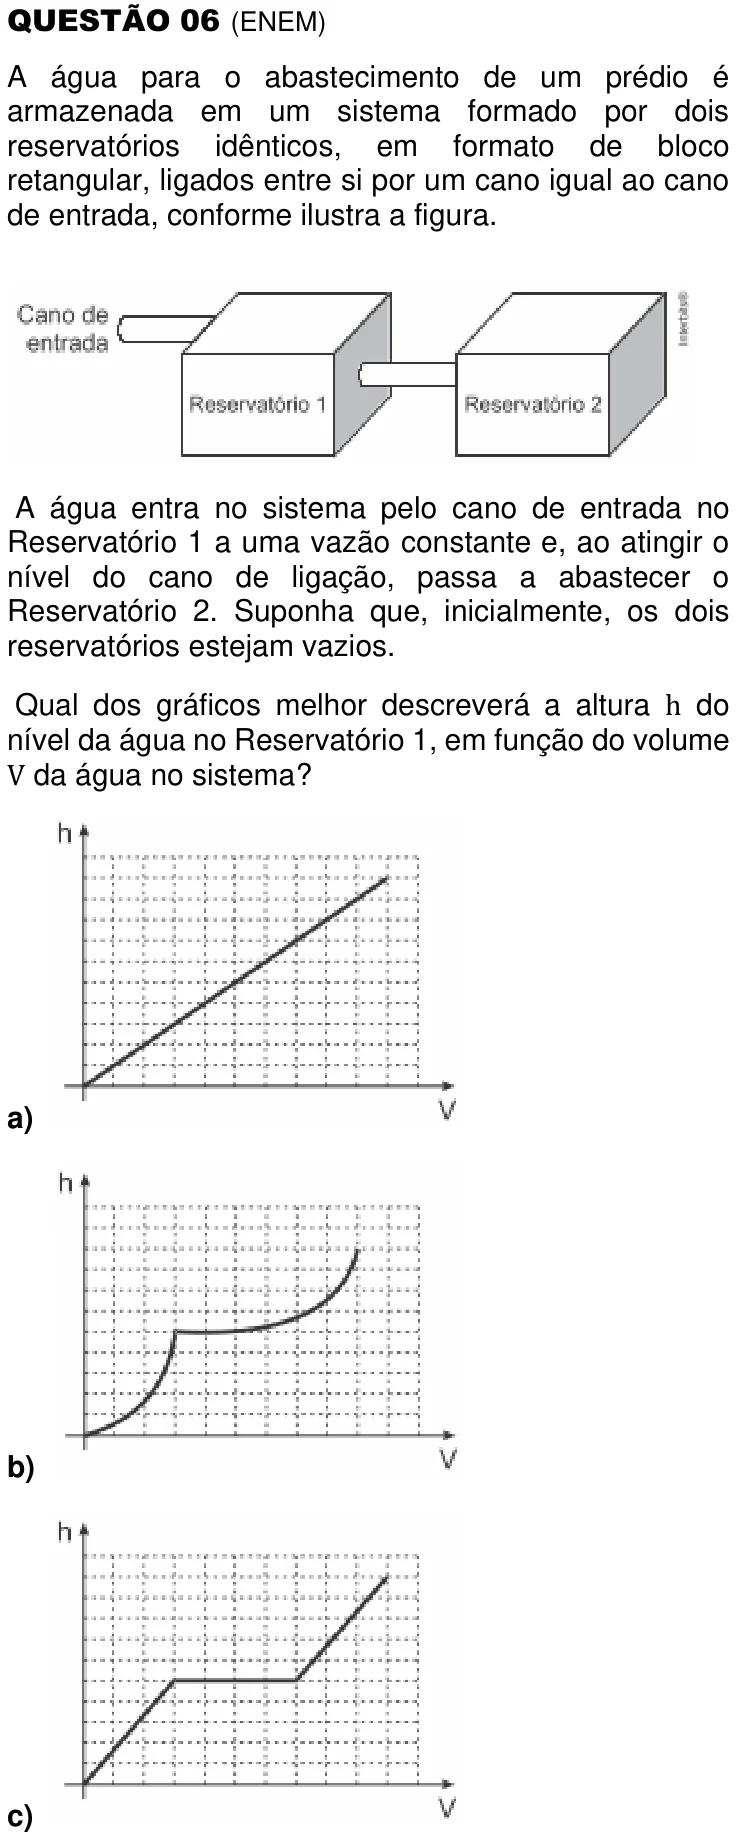 QUESTÃO 06 (ENEM)
A água para o abastecimento de um prédio é
armazenada em um sistema formado por dois
reservatórios idênticos, em formato de bloco
retangular, ligados entre si por um cano igual ao cano
de entrada, conforme ilustra a figura.
Cano de
entrada
Reservatório 1
Reservatório 2
Interbits®
A água entra no sistema pelo cano de entrada no
Reservatório 1 a uma vazão constante e, ao atingir o
nível do cano de ligação, passa a abastecer o
Reservatório 2. Suponha que, inicialmente, os dois
reservatórios estejam vazios.
Qual dos gráficos melhor descreverá a altura h do
nível da água no Reservatório 1, em função do volume
V da água no sistema?
h
V
a)
h
V
b)
h
V
c)